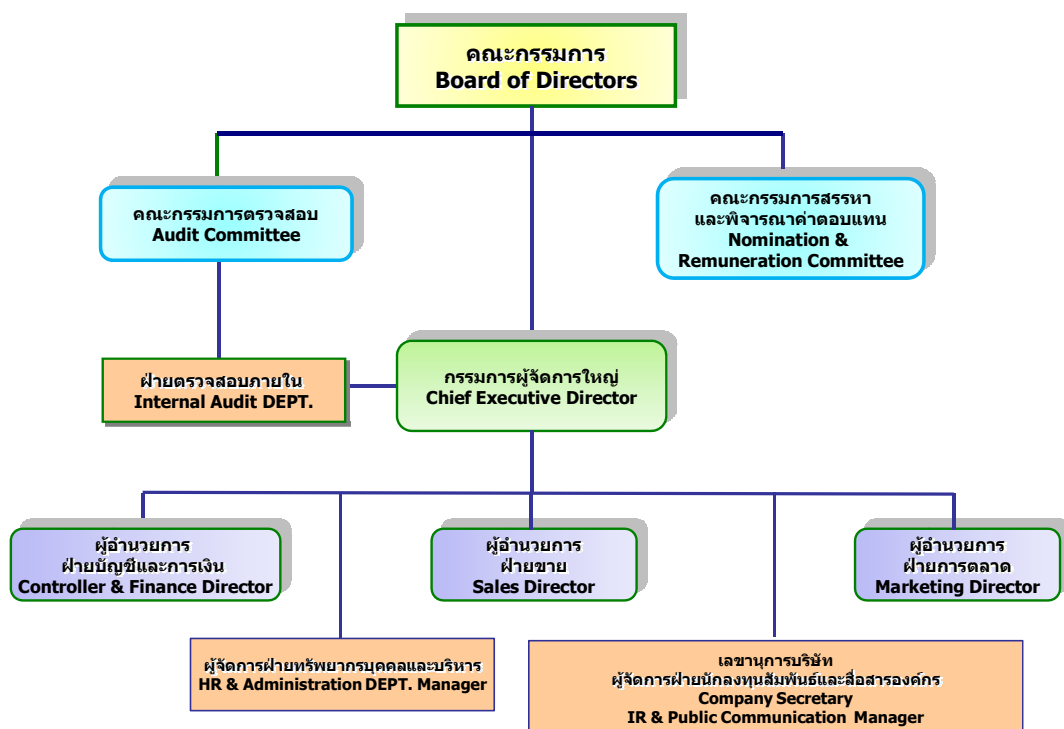 คณะกรรมการ
Board of Directors
คณะกรรมการตรวจสอบ
Audit Committee
คณะกรรมการสรรหา
และพิจารณาค่าตอบแทน
Nomination &
Remuneration Committee
ฝ่ายตรวจสอบภายใน
Internal Audit DEPT.
กรรมการผู้จัดการใหญ่
Chief Executive Director
ผู้อำนวยการ
ฝ่ายบัญชีและการเงิน
Controller & Finance Director
ผู้อำนวยการ
ฝ่ายขาย
Sales Director
ผู้อำนวยการ
ฝ่ายการตลาด
Marketing Director
ผู้จัดการฝ่ายทรัพยากรบุคคลและบริหาร
HR & Administration DEPT. Manager
เลขานุการบริษัท
ผู้จัดการฝ่ายนักลงทุนสัมพันธ์และสื่อสารองค์กร
Company Secretary
IR & Public Communication Manager